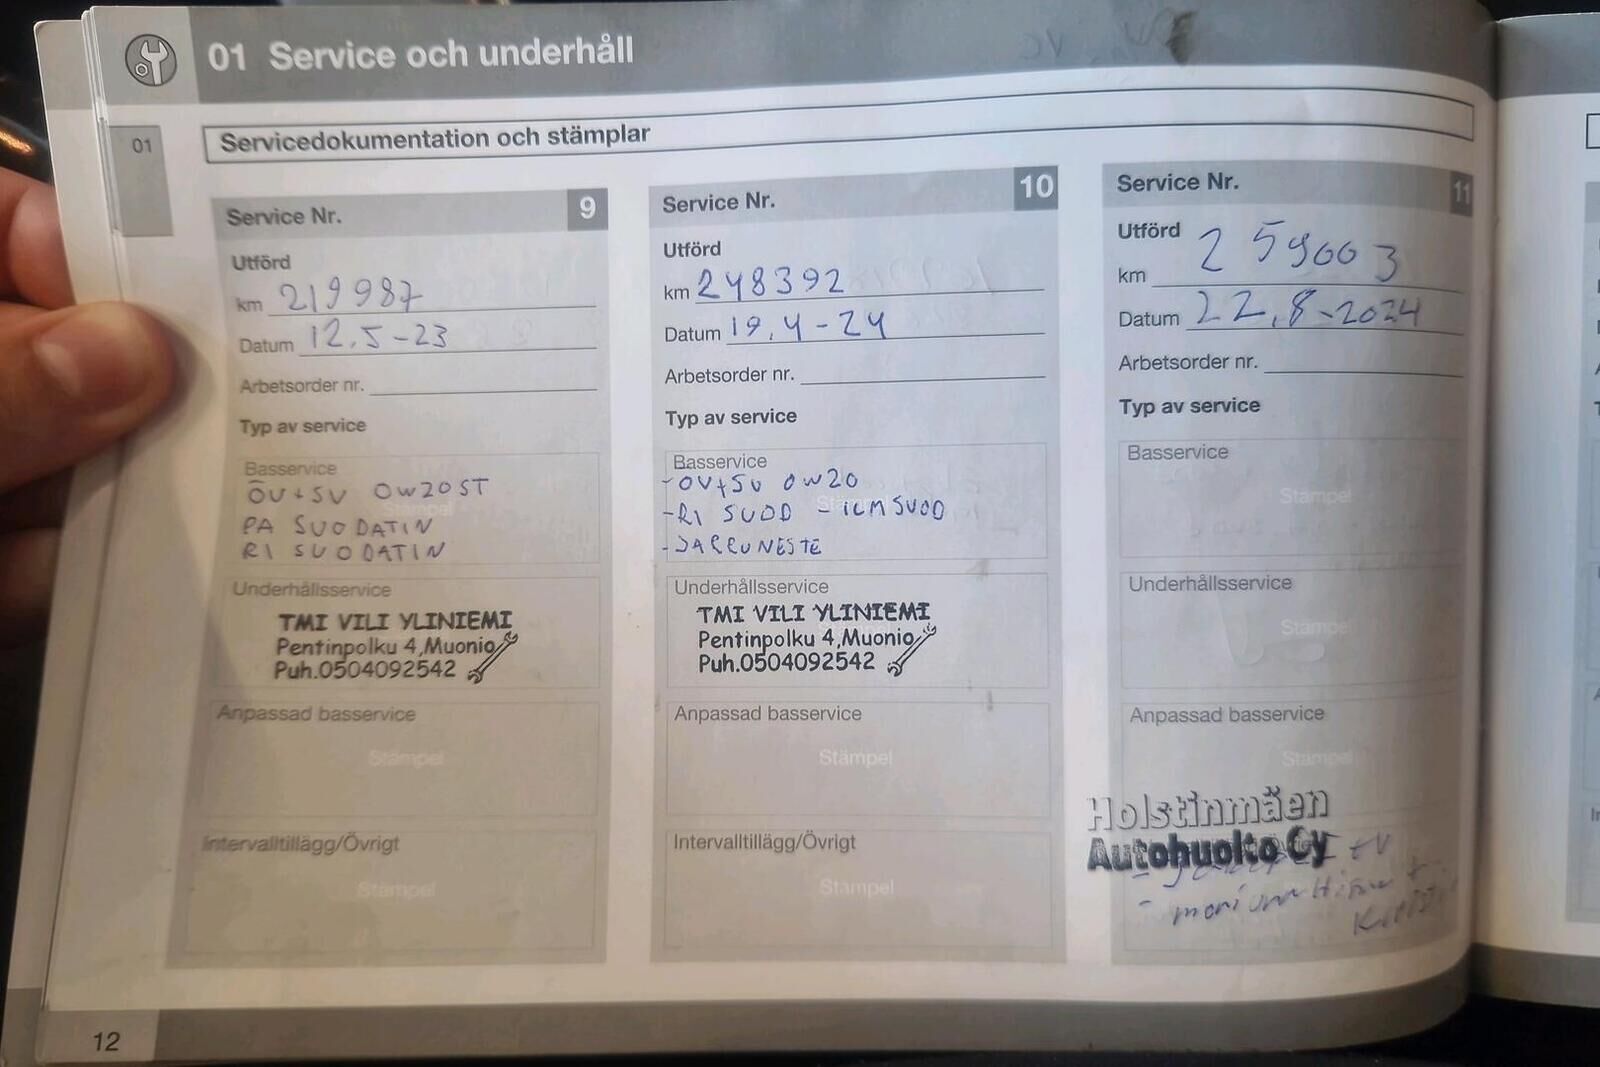 01 Service och underhåll
01
Servicedokumentation och stämplar
Service Nr. 9
Utförd
km 219987
Datum 12.5-23
Arbetsorder nr.
Typ av service
Basservice
ÖV+SV 0W20ST
Stämpel
PA SUODATIN
RI SUODATIN
Underhållsservice
TMI VILI YLINIEMI
Pentinpolku 4,Muonio
Puh.0504092542
Anpassad basservice
Stämpel
Intervalltillägg/Övrigt
Stämpel
Service Nr. 10
Utförd
km 248392
Datum 19.4-24
Arbetsorder nr.
Typ av service
Basservice
-ÖV+SV 0W20
Stämpel
-RI SUOD -ILMSUOD
-JARRUNESTE
Underhållsservice
TMI VILI YLINIEMI
Pentinpolku 4,Muonio
Puh.0504092542
Anpassad basservice
Stämpel
Intervalltillägg/Övrigt
Stämpel
Service Nr. 11
Utförd
km 259003
Datum 22.8-2024
Arbetsorder nr.
Typ av service
Basservice
Stämpel
Underhållsservice
Stämpel
Anpassad basservice
Stämpel
Holstinmäen
Autohuolto Oy
12